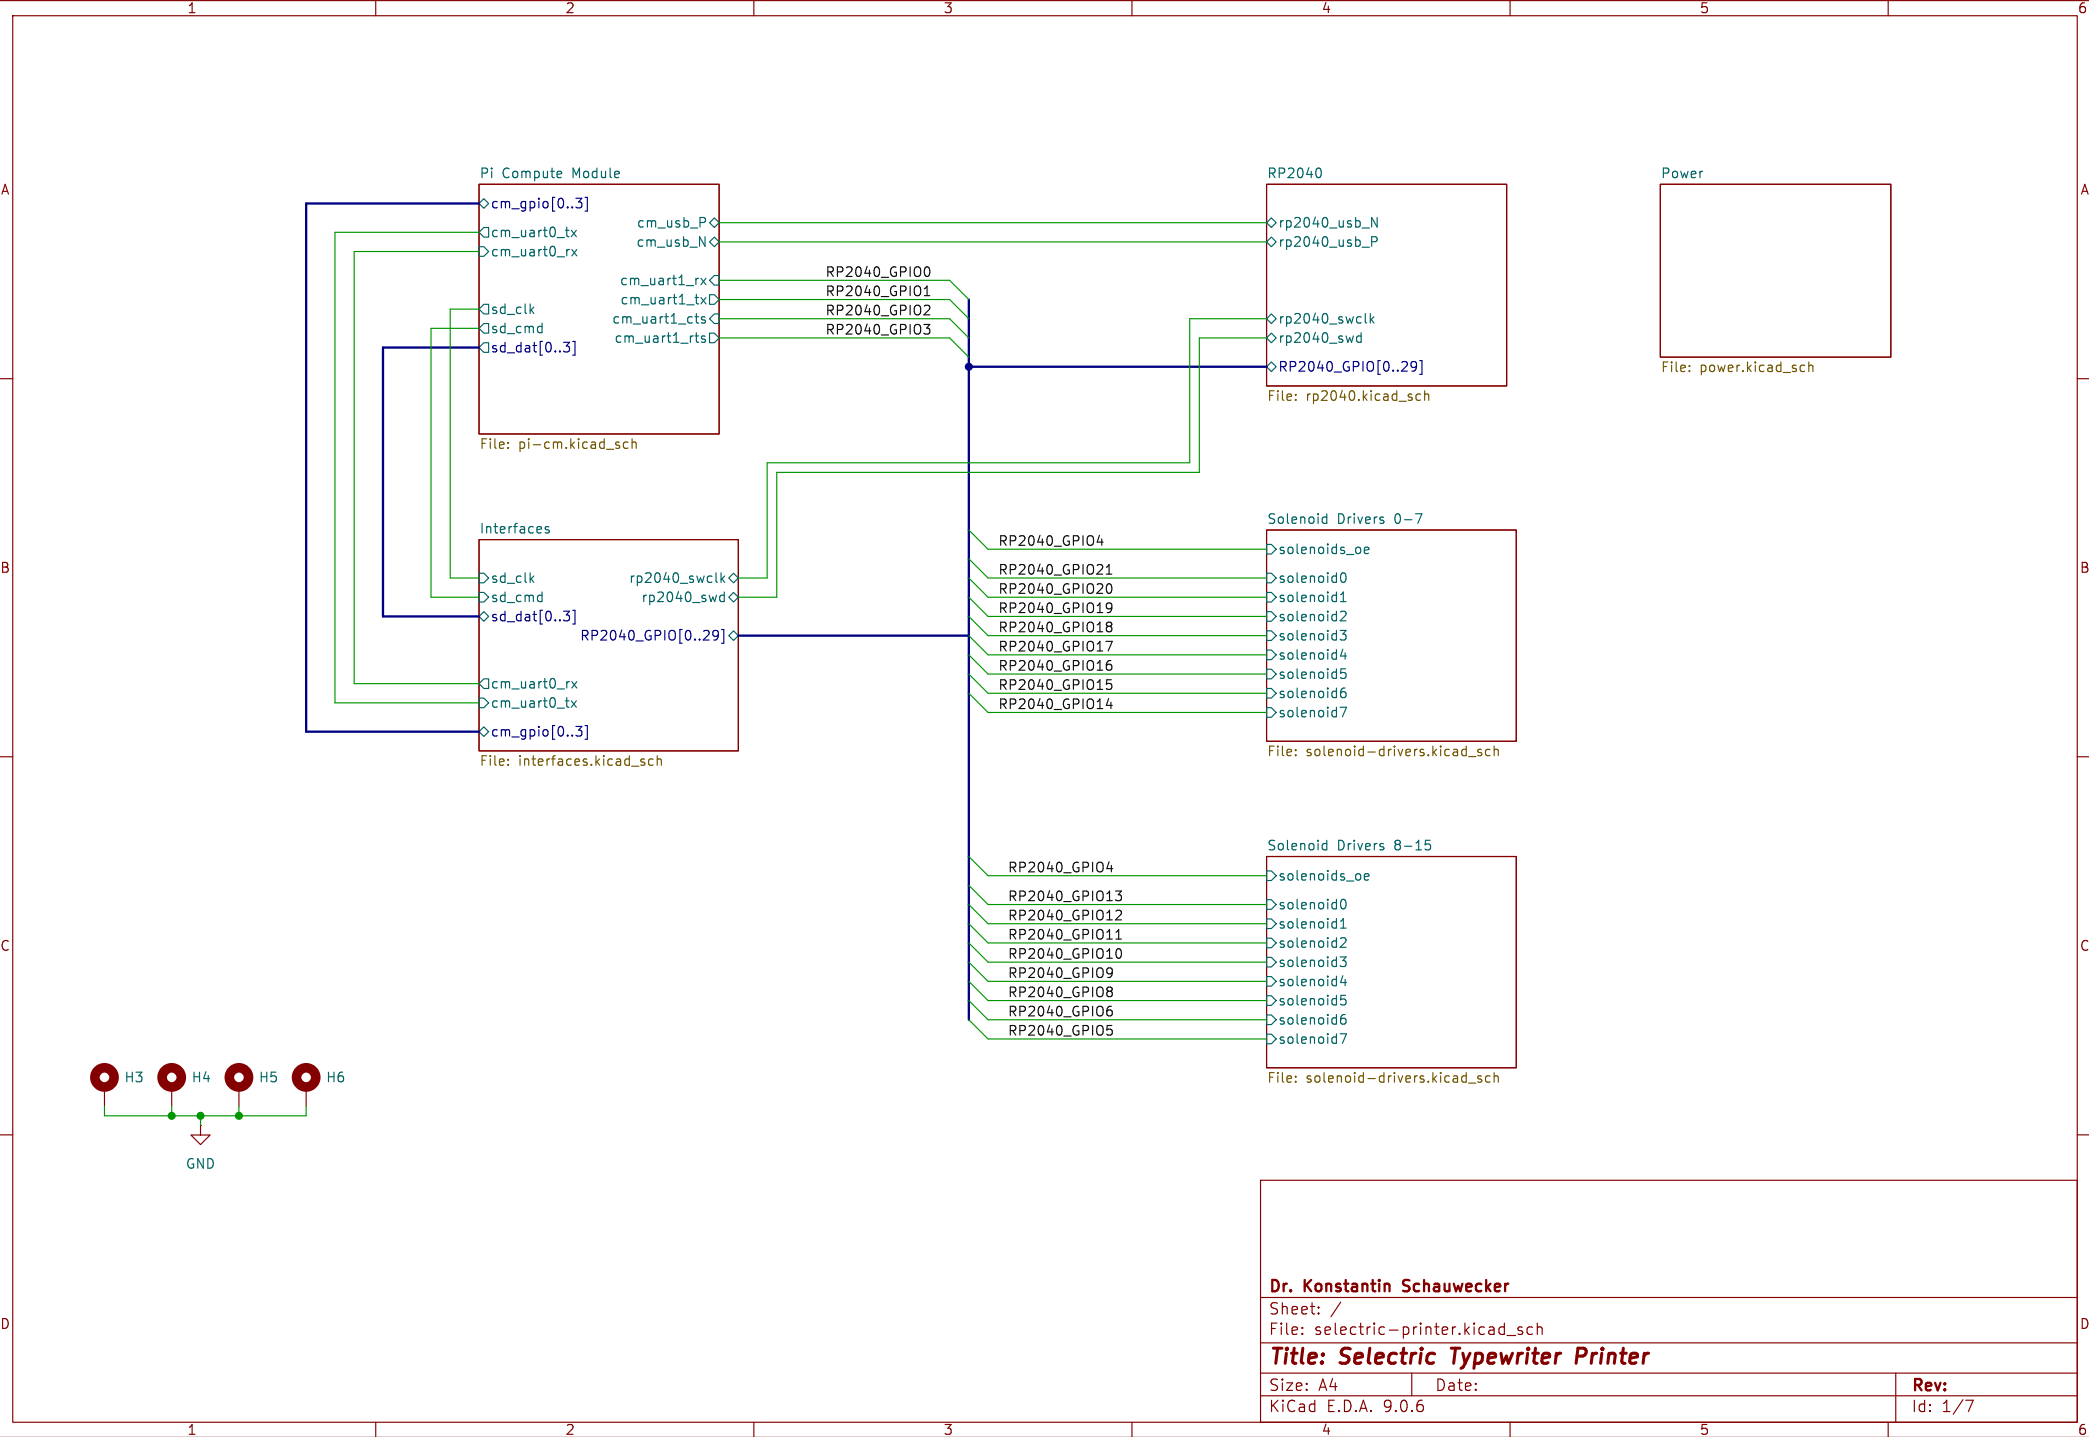 1 2 3 4 5 6
A A
B B
C C
D D
Pi Compute Module
cm_gpio[0..3]
cm_uart0_tx
cm_uart0_rx
sd_clk
sd_cmd
sd_dat[0..3]
cm_usb_P
cm_usb_N
cm_uart1_rx
cm_uart1_tx
cm_uart1_cts
cm_uart1_rts
File: pi-cm.kicad_sch
RP2040_GPIO0
RP2040_GPIO1
RP2040_GPIO2
RP2040_GPIO3
RP2040
rp2040_usb_N
rp2040_usb_P
rp2040_swclk
rp2040_swd
RP2040_GPIO[0..29]
File: rp2040.kicad_sch
Power
File: power.kicad_sch
Interfaces
sd_clk
sd_cmd
sd_dat[0..3]
cm_uart0_rx
cm_uart0_tx
cm_gpio[0..3]
rp2040_swclk
rp2040_swd
RP2040_GPIO[0..29]
File: interfaces.kicad_sch
RP2040_GPIO4
RP2040_GPIO21
RP2040_GPIO20
RP2040_GPIO19
RP2040_GPIO18
RP2040_GPIO17
RP2040_GPIO16
RP2040_GPIO15
RP2040_GPIO14
Solenoid Drivers 0-7
solenoids_oe
solenoid0
solenoid1
solenoid2
solenoid3
solenoid4
solenoid5
solenoid6
solenoid7
File: solenoid-drivers.kicad_sch
RP2040_GPIO4
RP2040_GPIO13
RP2040_GPIO12
RP2040_GPIO11
RP2040_GPIO10
RP2040_GPIO9
RP2040_GPIO8
RP2040_GPIO6
RP2040_GPIO5
Solenoid Drivers 8-15
solenoids_oe
solenoid0
solenoid1
solenoid2
solenoid3
solenoid4
solenoid5
solenoid6
solenoid7
File: solenoid-drivers.kicad_sch
H3 H4 H5 H6
GND
Dr. Konstantin Schauwecker
Sheet: /
File: selectric-printer.kicad_sch
Title: Selectric Typewriter Printer
Size: A4 Date: Rev:
KiCad E.D.A. 9.0.6 Id: 1/7
1 2 3 4 5 6